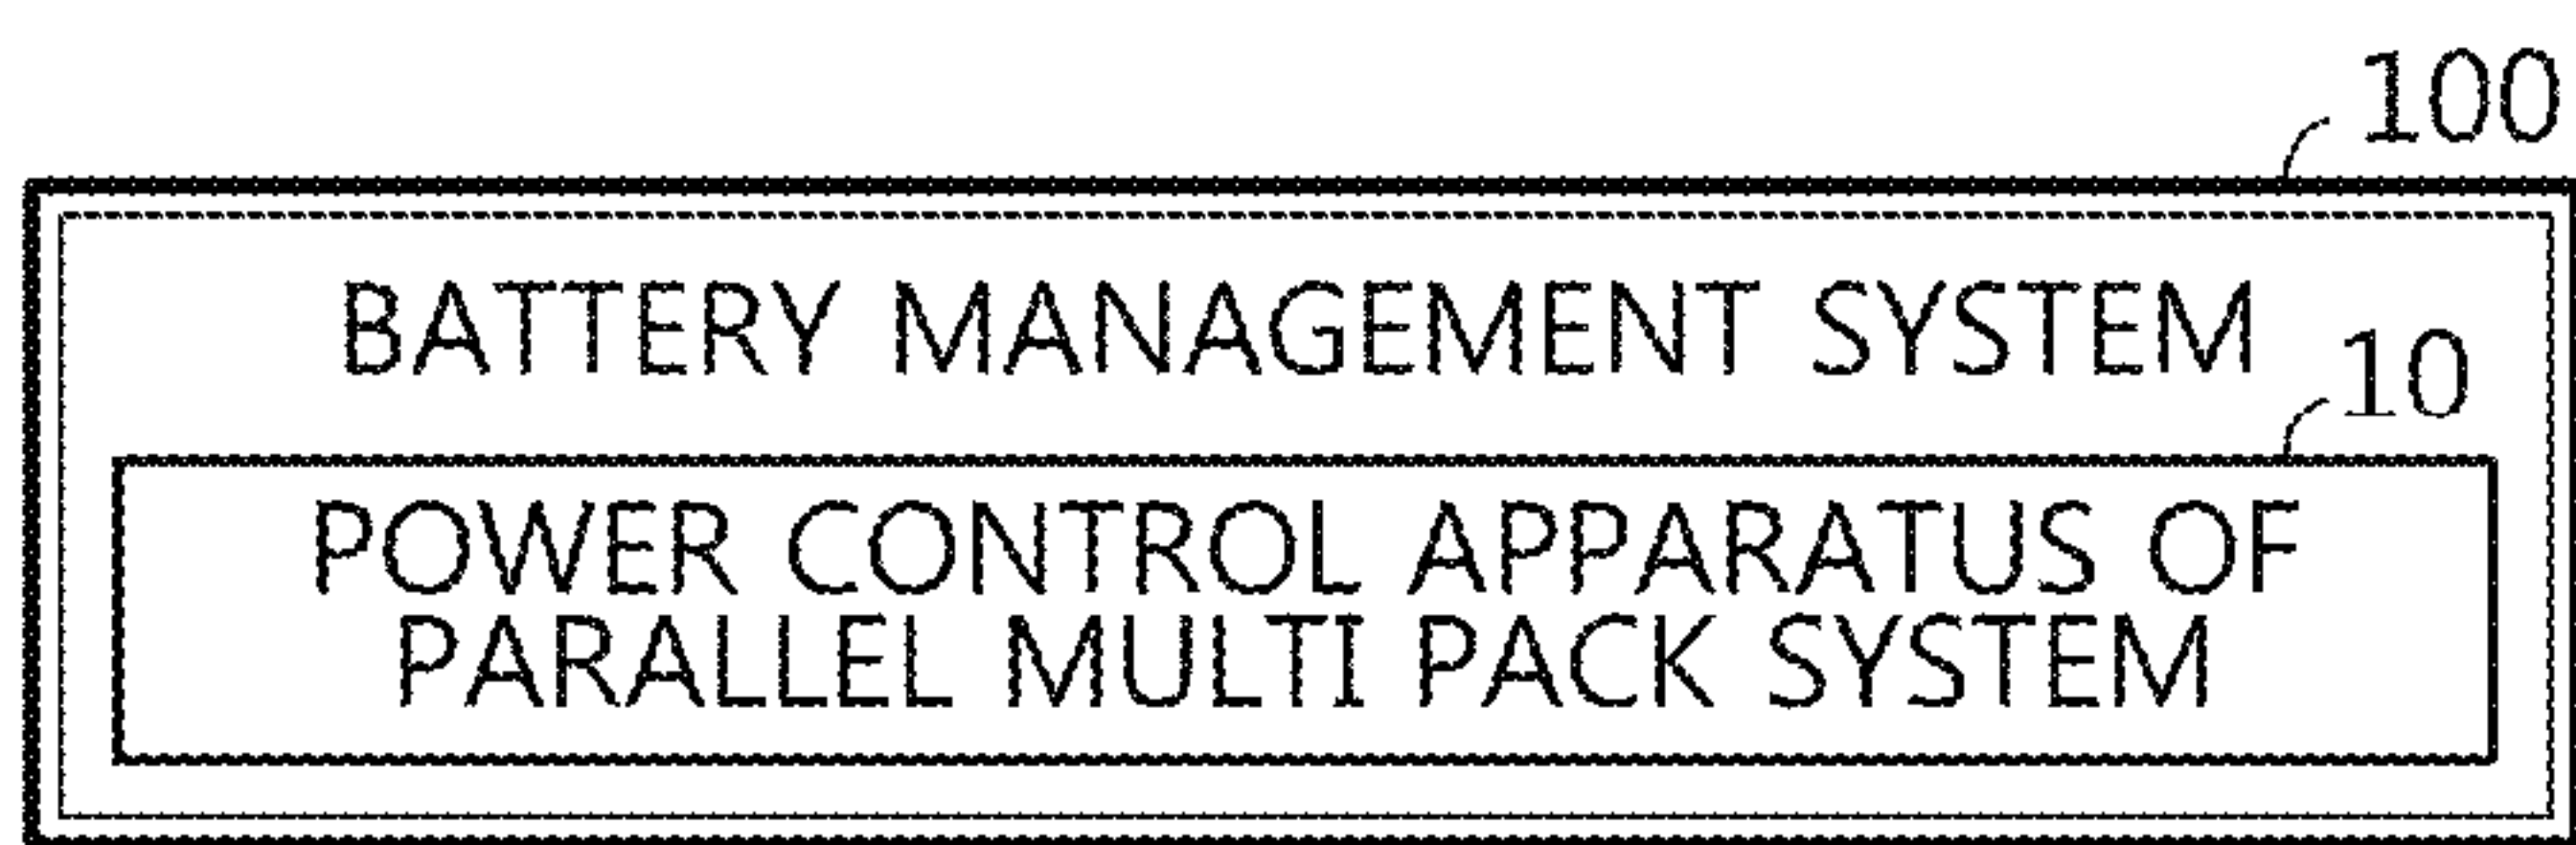 100
BATTERY MANAGEMENT SYSTEM
10
POWER CONTROL APPARATUS OF
PARALLEL MULTI PACK SYSTEM